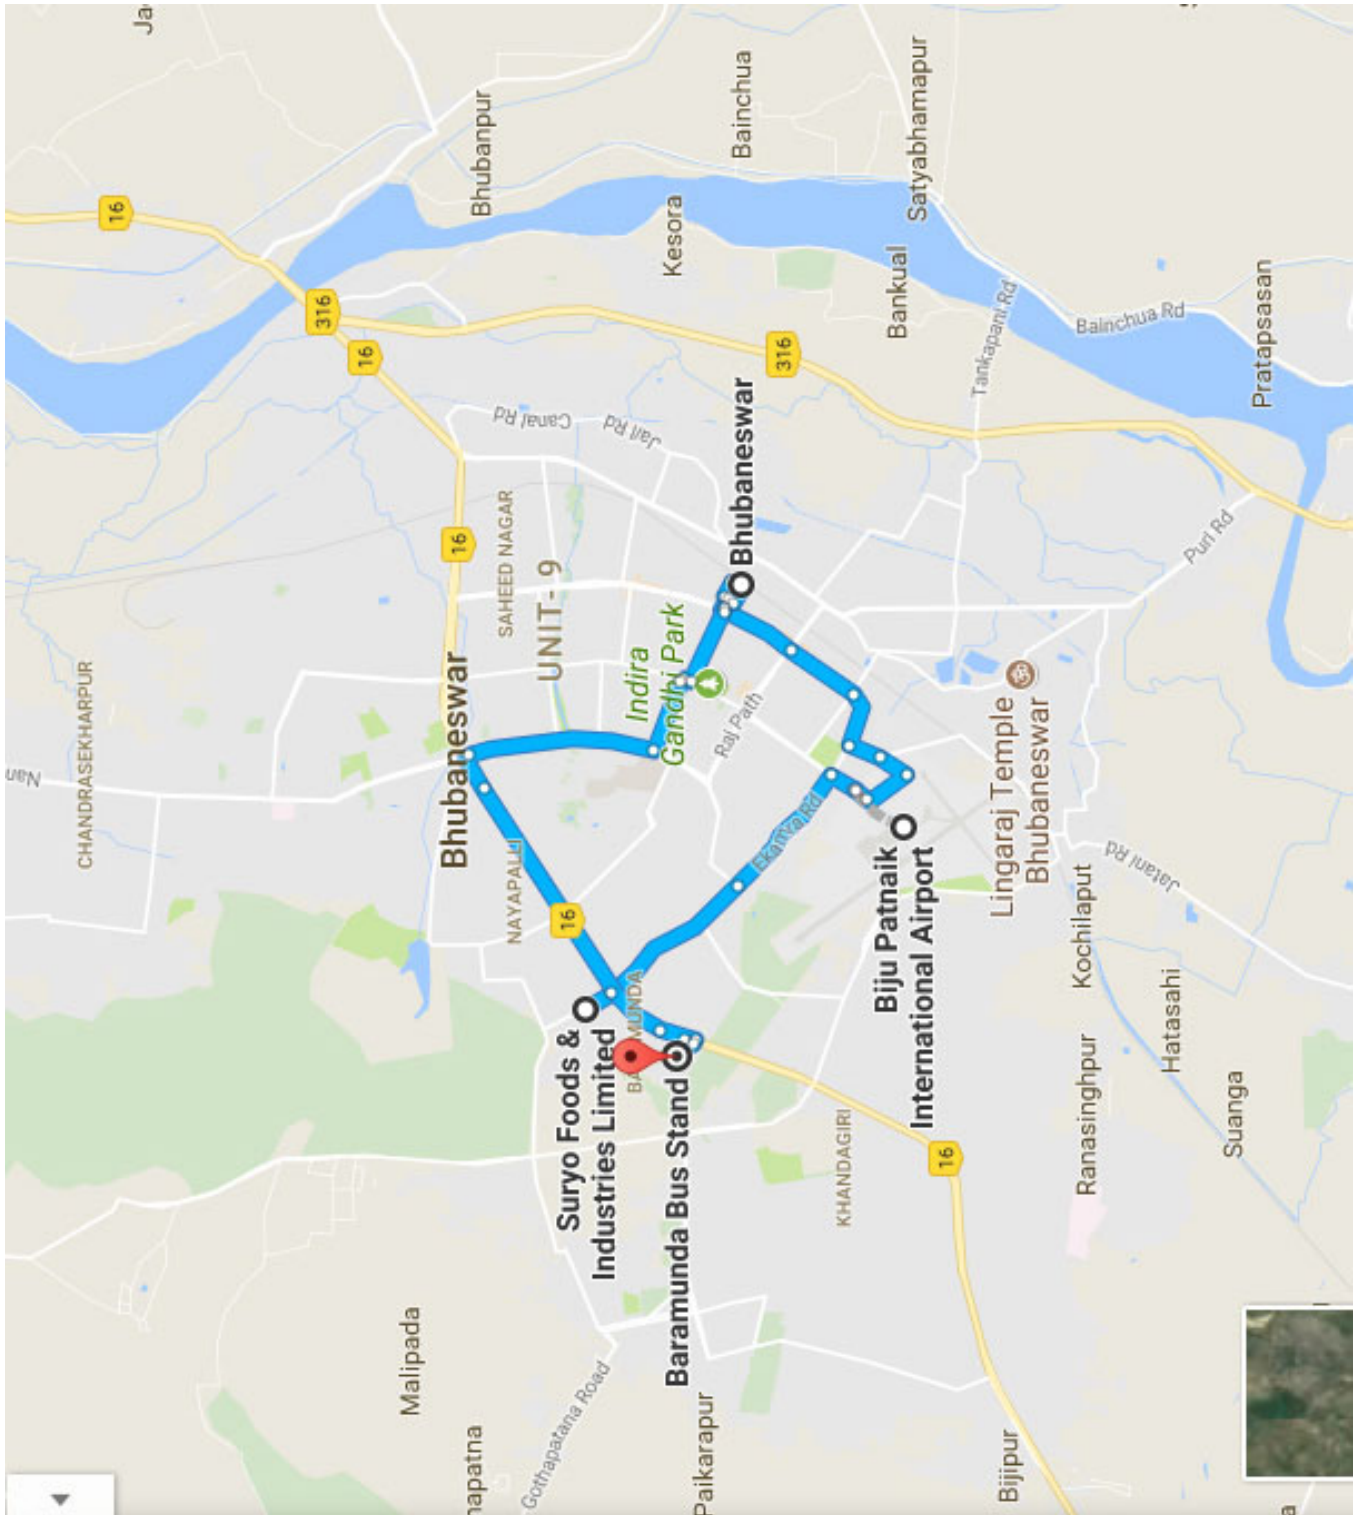 Nan
CHANDRASEKHARPUR
16
316
16
Bhubanpur
Bainchua
Satyabhamapur
Kesora
Bankual
Tankapani Rd
Bainchua Rd
Pratapsasan
316
Canal Rd
Jail Rd
16
SAHEED NAGAR
UNIT-9
Bhubaneswar
Bhubaneswar
Indira
Gandhi Park
Raj Path
Puri Rd
NAYAPALLI
16
Ekamra Rd
Lingaraj Temple
Bhubaneswar
Biju Patnaik
International Airport
Jatani Rd
Kochilaput
Hatasahi
Suryo Foods &
Industries Limited
Baramunda Bus Stand
KHANDAGIRI
16
Ranasinghpur
Suanga
Malipada
Gothapatana Road
Paikarapur
Bijipur